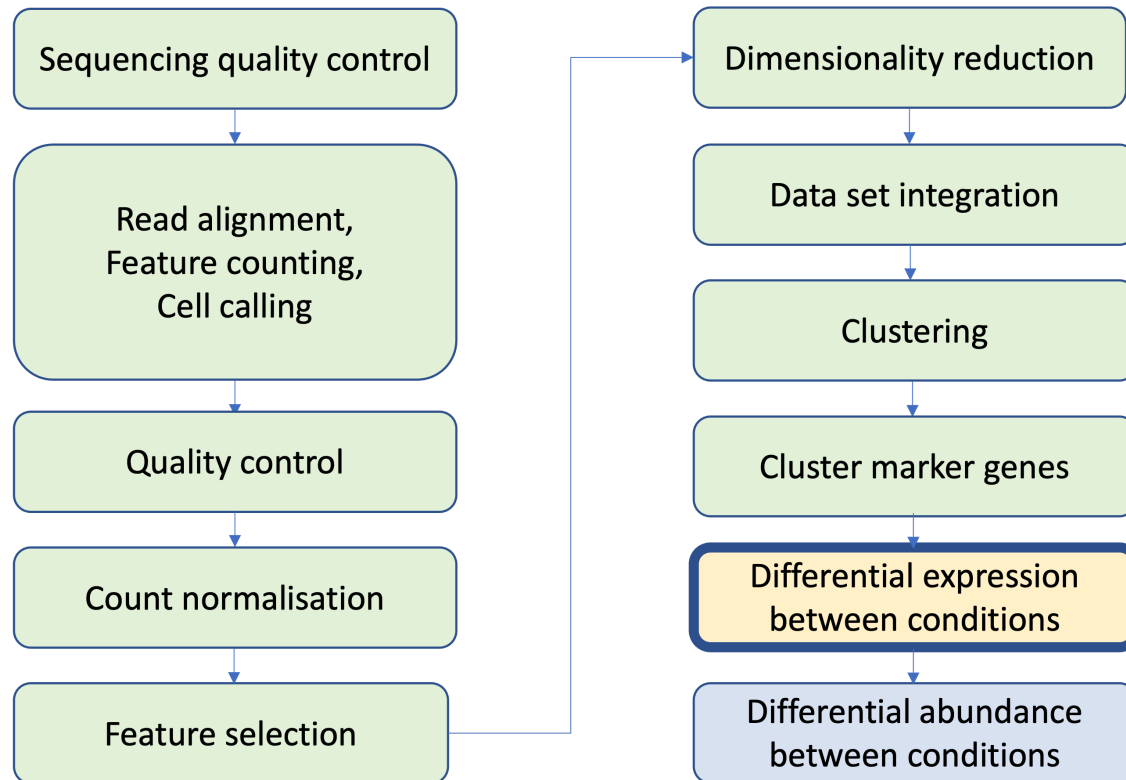 Sequencing quality control
Read alignment,
Feature counting,
Cell calling
Quality control
Count normalisation
Feature selection
Dimensionality reduction
Data set integration
Clustering
Cluster marker genes
Differential expression
between conditions
Differential abundance
between conditions